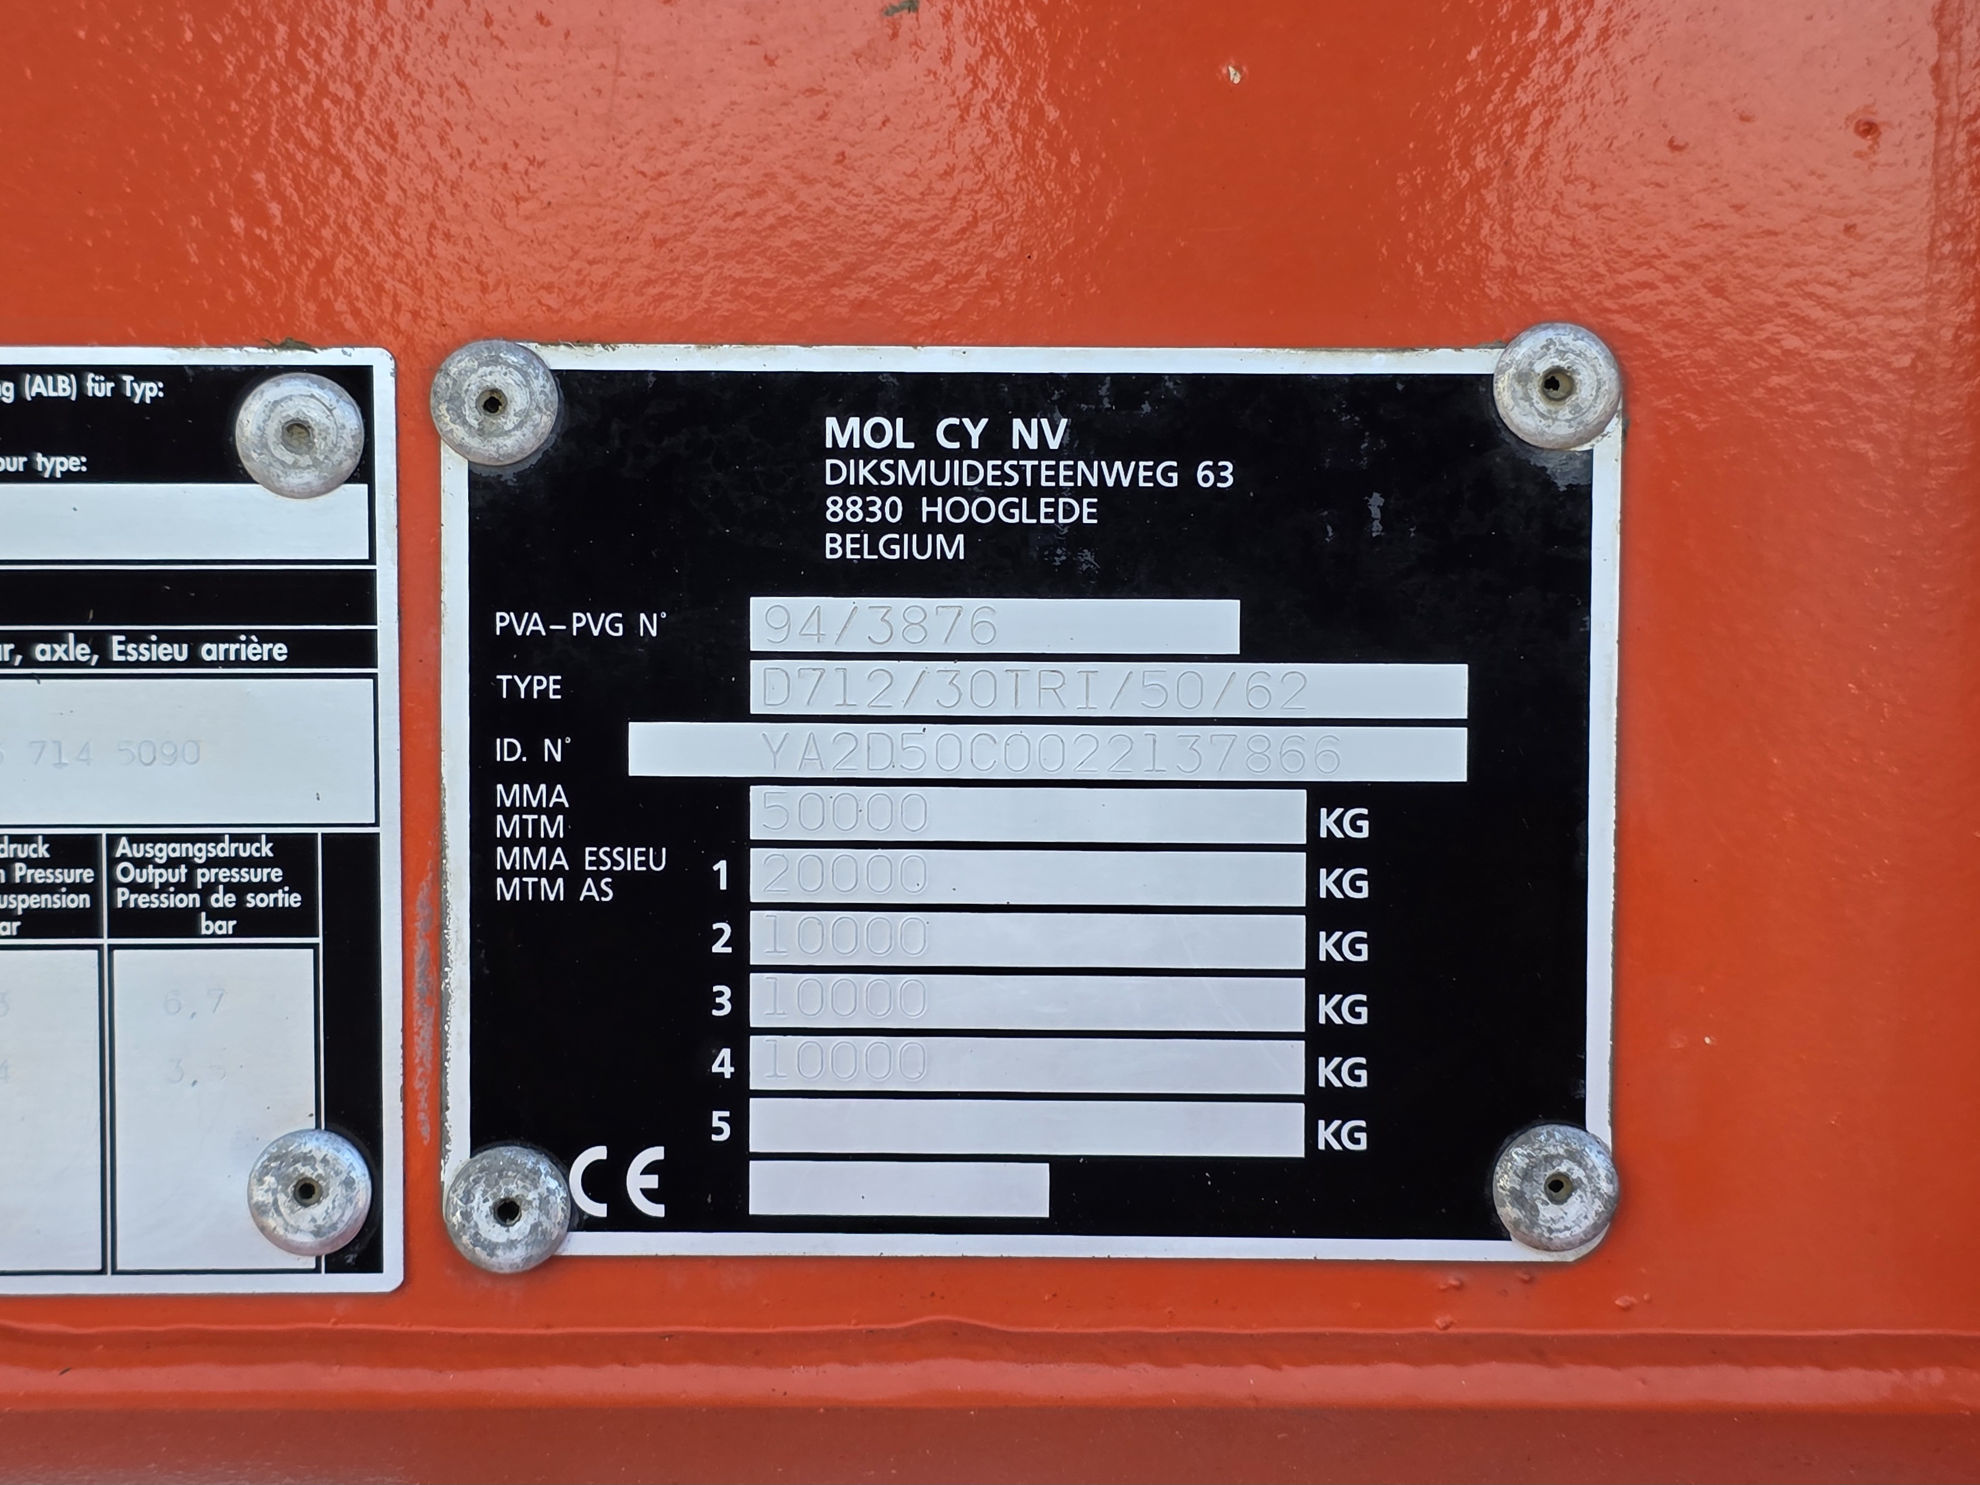 g (ALB) für Typ:
our type:
r, axle, Essieu arrière
714 5090
druck
Pressure
uspension
ar
Ausgangsdruck
Output pressure
Pression de sortie
bar
3 6,7
4 3,5
MOL CY NV
DIKSMUIDESTEENWEG 63
8830 HOOGLEDE
BELGIUM
PVA-PVG N° 94/3876
TYPE D712/30TRI/50/62
ID. N° YA2D50C0022137866
MMA
MTM 50000 KG
MMA ESSIEU
MTM AS 1 20000 KG
2 10000 KG
3 10000 KG
4 10000 KG
5 KG
CE